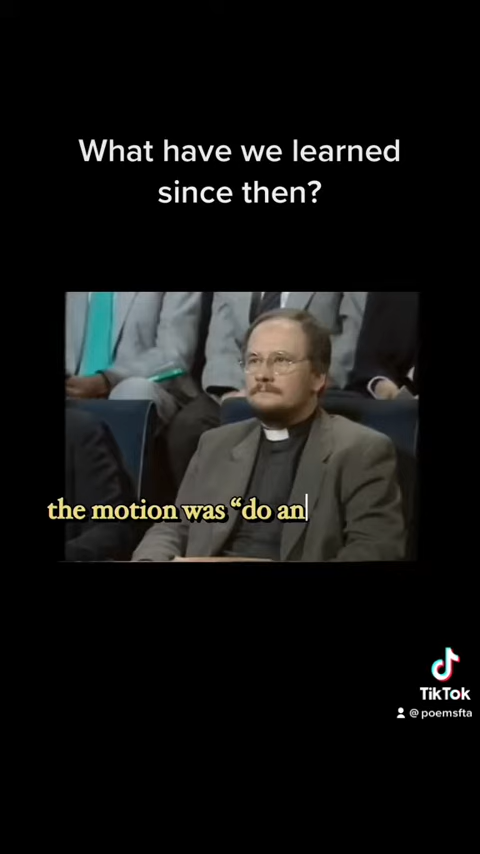 What have we learned
since then?
the motion was “do an
TikTok
@poemsfta